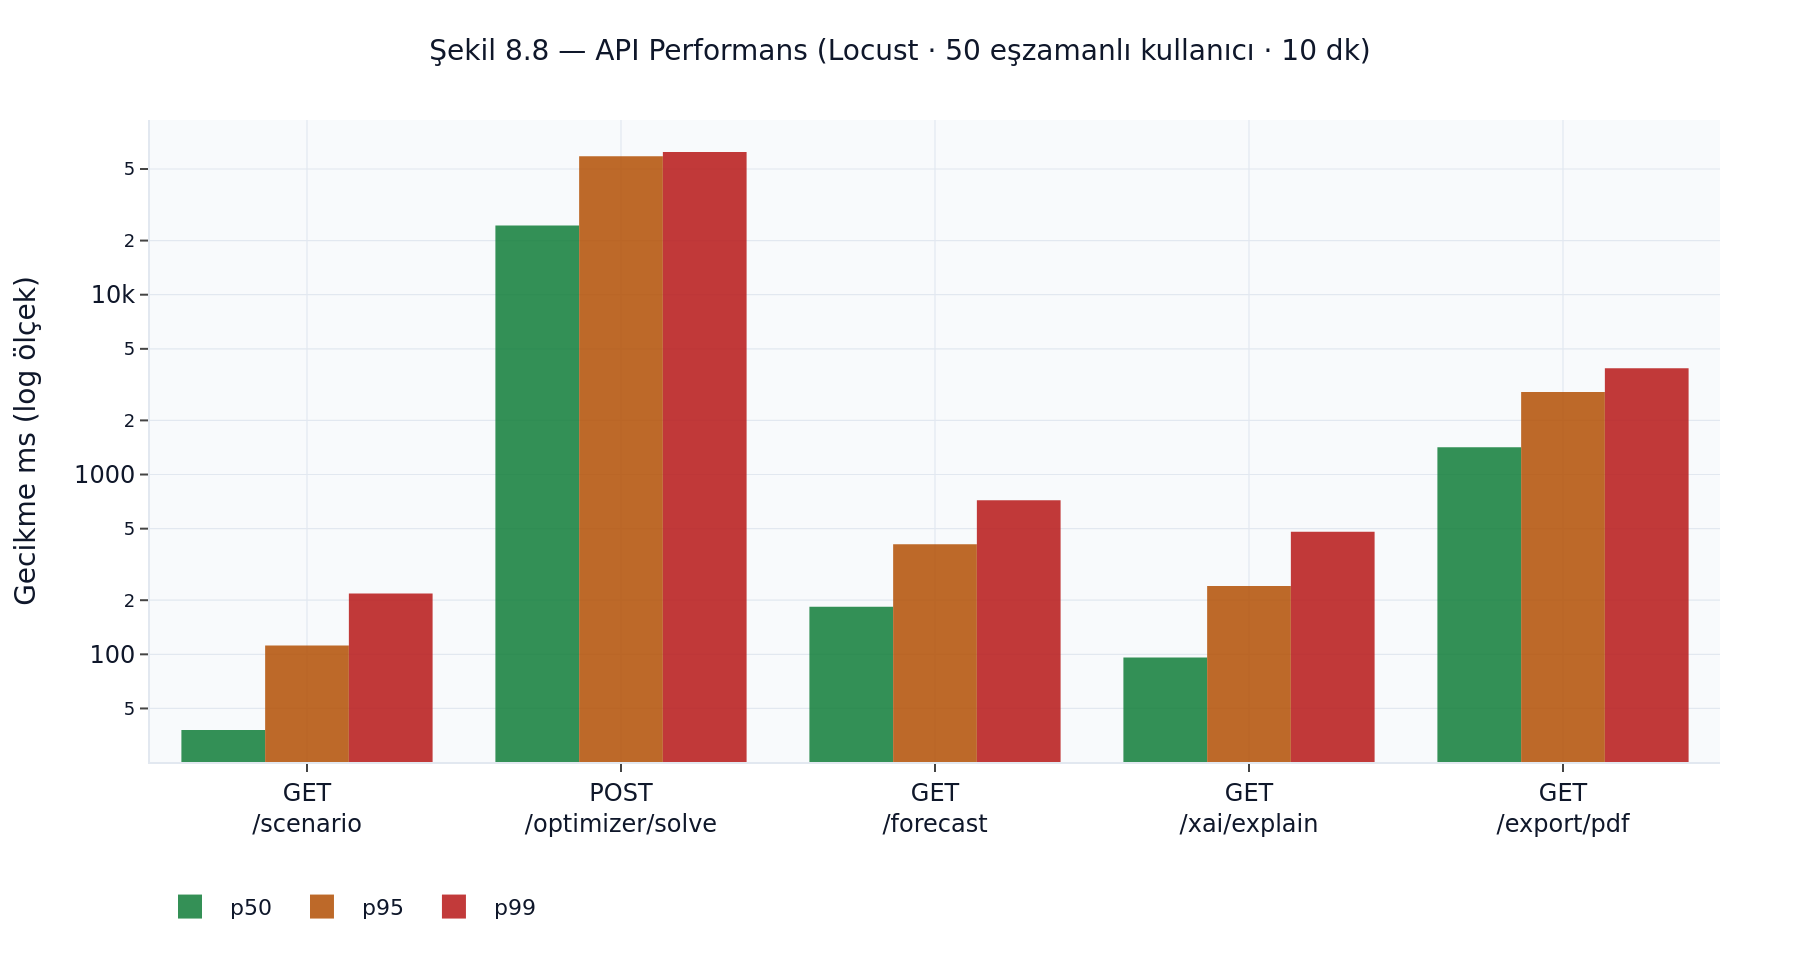 Şekil 8.8 — API Performans (Locust · 50 eşzamanlı kullanıcı · 10 dk)
Gecikme ms (log ölçek)
5
2
10k
5
2
1000
5
2
100
5
GET
/scenario
POST
/optimizer/solve
GET
/forecast
GET
/xai/explain
GET
/export/pdf
p50
p95
p99